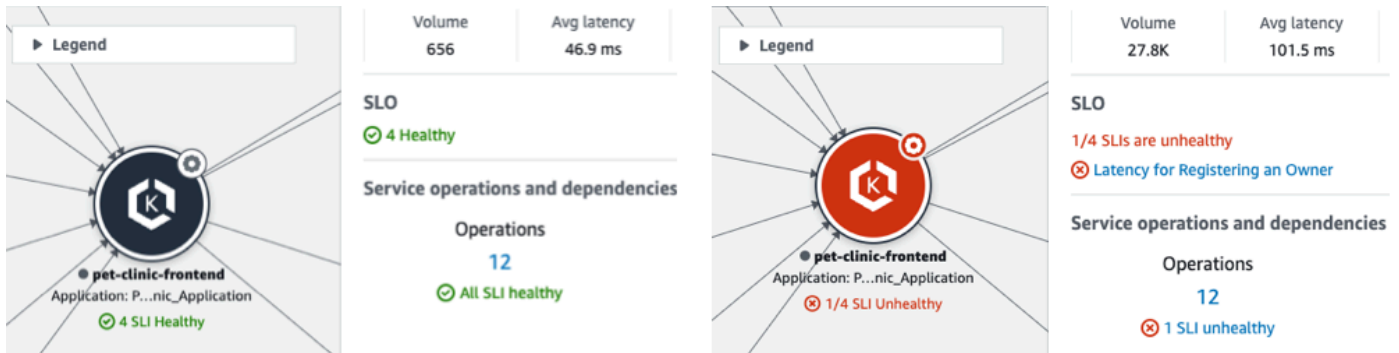 ▶ Legend
K
pet-clinic-frontend
Application: P...nic_Application
4 SLI Healthy
Volume Avg latency
656 46.9 ms
SLO
4 Healthy
Service operations and dependencies
Operations
12
All SLI healthy
▶ Legend
K
pet-clinic-frontend
Application: P...nic_Application
1/4 SLI Unhealthy
Volume Avg latency
27.8K 101.5 ms
SLO
1/4 SLIs are unhealthy
Latency for Registering an Owner
Service operations and dependencies
Operations
12
1 SLI unhealthy